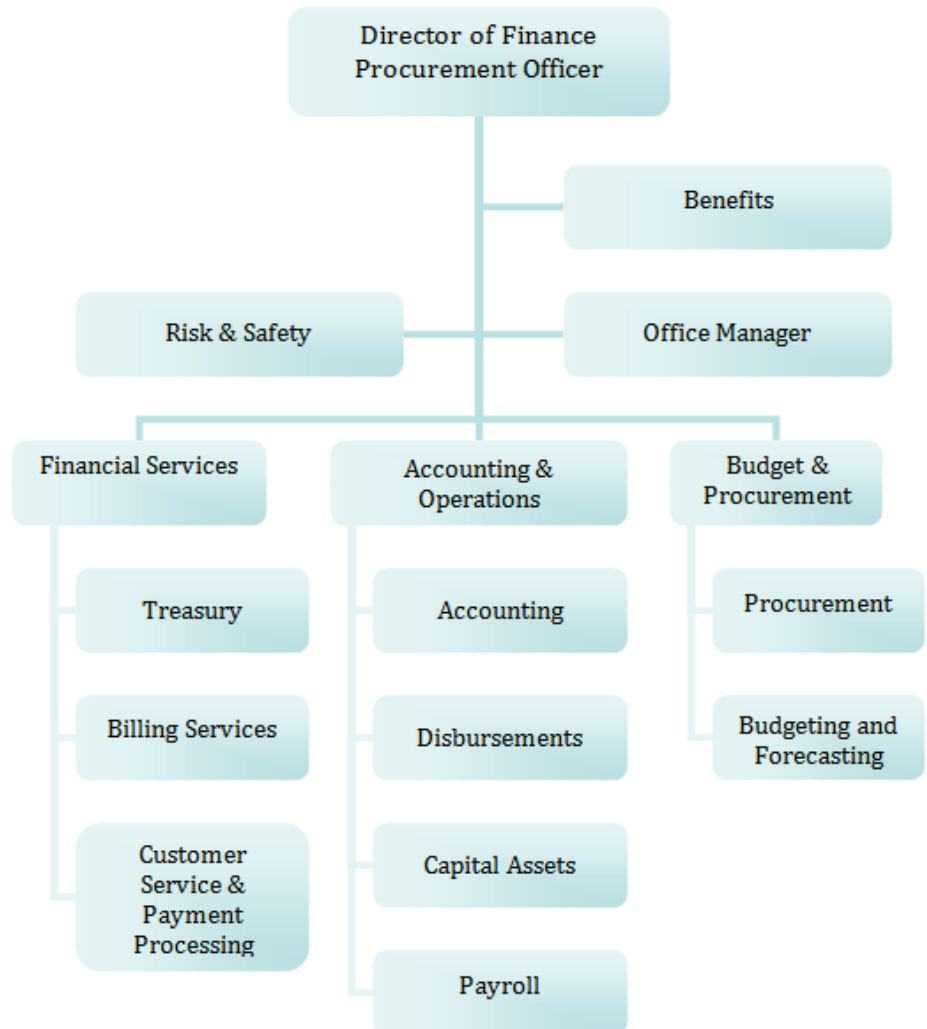 Director of Finance
Procurement Officer
Benefits
Risk & Safety
Office Manager
Financial Services
Accounting &
Operations
Budget &
Procurement
Treasury
Accounting
Procurement
Billing Services
Disbursements
Budgeting and
Forecasting
Customer
Service &
Payment
Processing
Capital Assets
Payroll